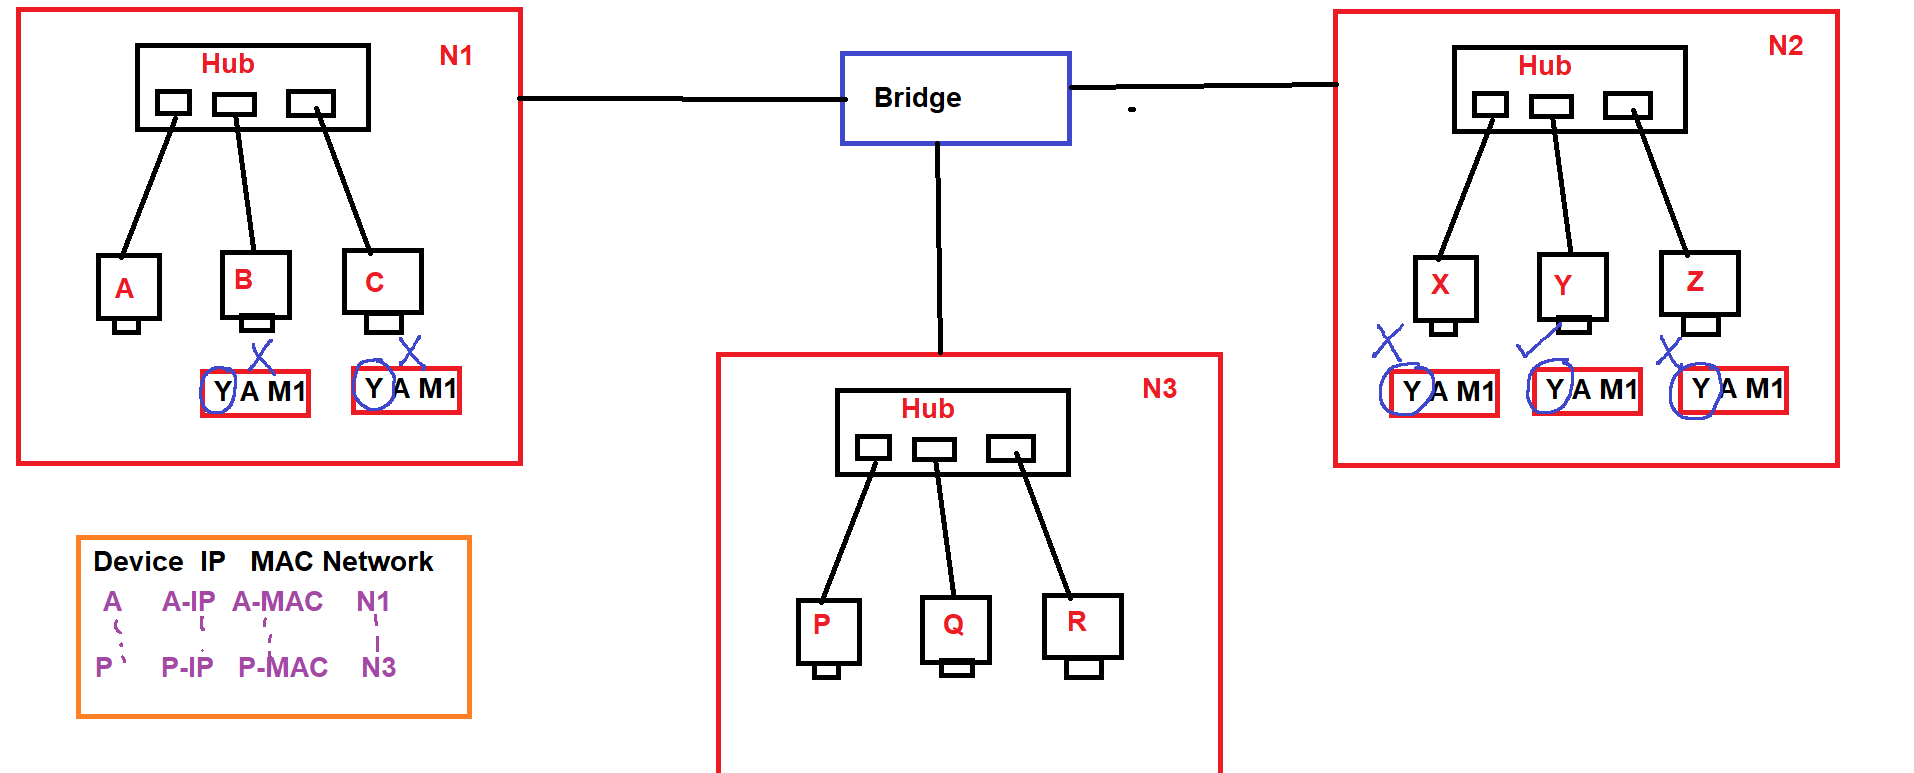 N1
Hub
A
B
C
Y A M1
Y A M1
Bridge
N2
Hub
X
Y
Z
Y A M1
Y A M1
Y A M1
N3
Hub
P
Q
R
Device IP MAC Network
A A-IP A-MAC N1
P P-IP P-MAC N3